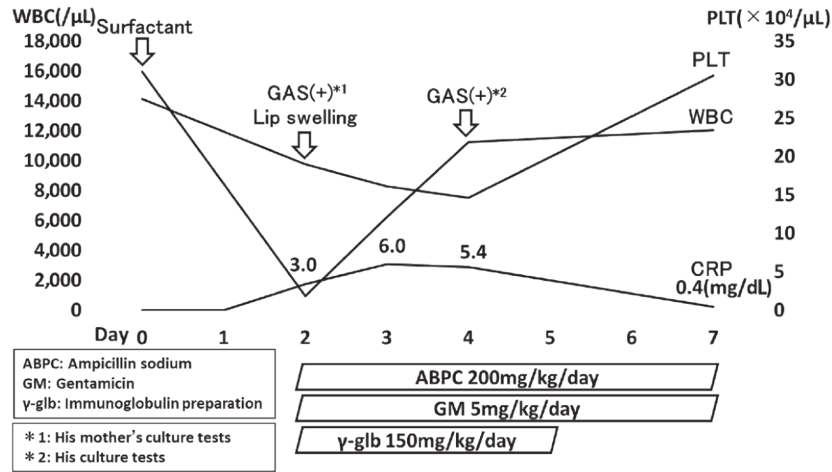 WBC(/μL)
PLT(×10⁴/μL)
Surfactant
18,000
16,000
14,000
12,000
10,000
8,000
6,000
4,000
2,000
0
GAS(+)*¹
Lip swelling
GAS(+)*²
PLT
WBC
3.0
6.0
5.4
CRP
0.4(mg/dL)
35
30
25
20
15
10
5
0
Day 0 1 2 3 4 5 6 7
ABPC: Ampicillin sodium
GM: Gentamicin
γ-glb: Immunoglobulin preparation
*1: His mother's culture tests
*2: His culture tests
ABPC 200mg/kg/day
GM 5mg/kg/day
γ-glb 150mg/kg/day